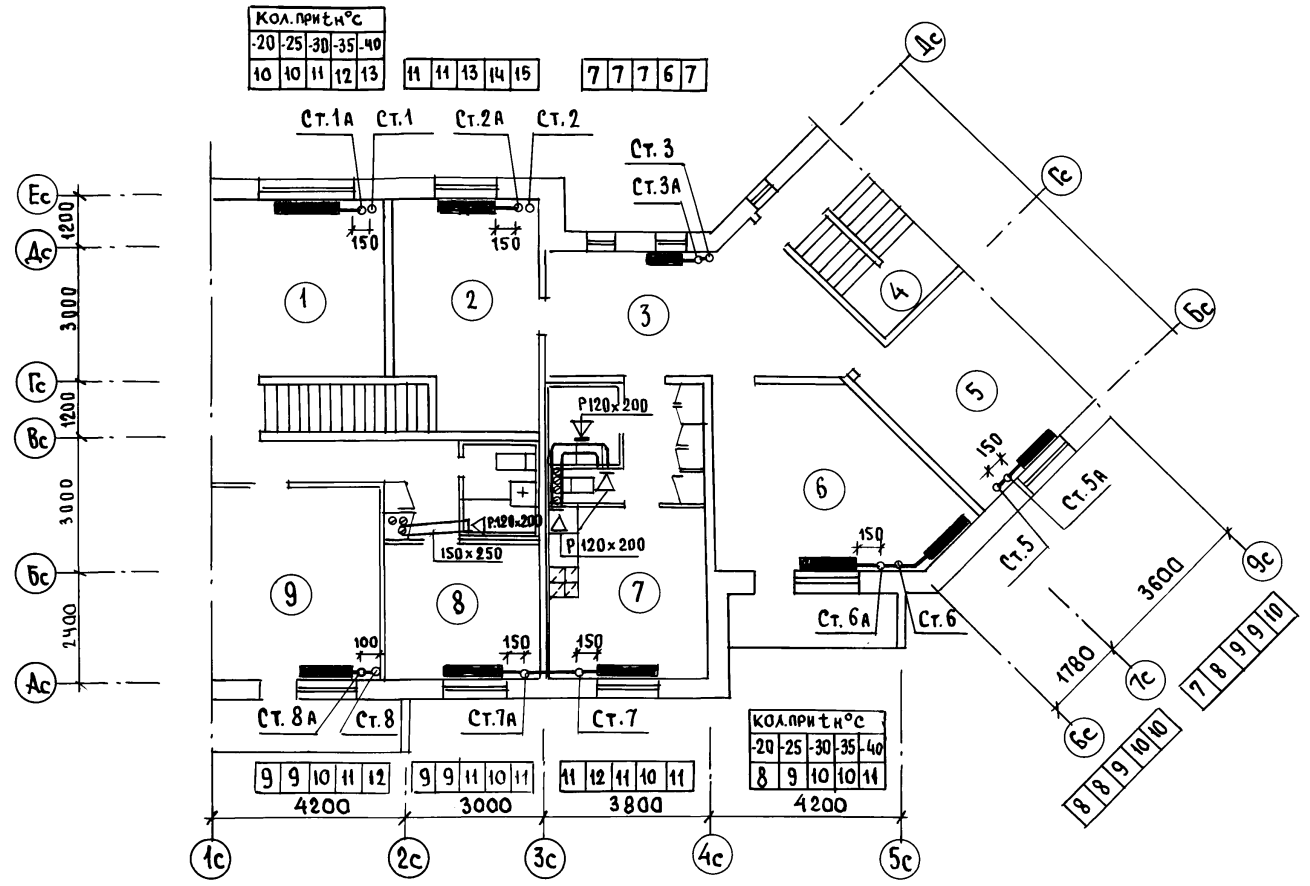 Кол. при tн°С
-20 -25 -30 -35 -40
10 10 11 12 13
11 11 13 14 15
7 7 7 6 7
Ст.1А Ст.1 Ст.2А Ст.2
Ст. 3
Ст.3А
Дс
Гс
Бс
Ес
1200
Дс
3000
Гс
1200
Вс
3000
Бс
2400
Ас
150
150
1
2
3
4
5
6
7
8
9
Р120×200
Р.120×200
150×250
Р 120×200
150
Ст.5А
Ст.5
150
Ст. 6А
Ст. 6
100
150
150
Ст. 8А
Ст. 8
Ст.7А
Ст. 7
3600
1780
9с
7с
6с
7 8 9 9 10
8 8 9 10 10
Кол.при tн°С
-20 -25 -30 -35 -40
8 9 10 10 11
9 9 10 11 12
9 9 11 10 11
11 12 11 10 11
4200
3000
3800
4200
1с
2с
3с
4с
5с